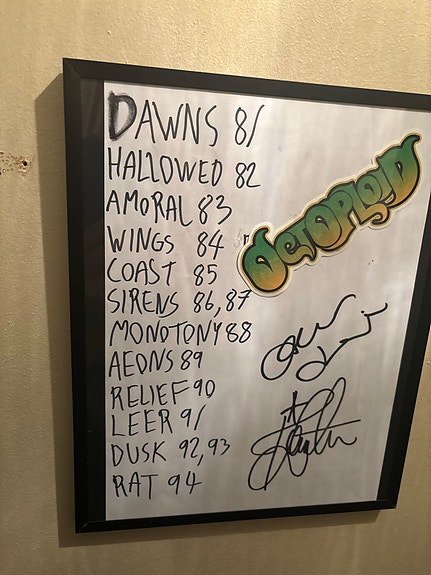 DAWNS 81
HALLOWED 82
AMORAL 83
WINGS 84
COAST 85
SIRENS 86,87
MONOTONY 88
AEONS 89
RELIEF 90
LEER 91
DUSK 92,93
RAT 94
OCTOPLOID